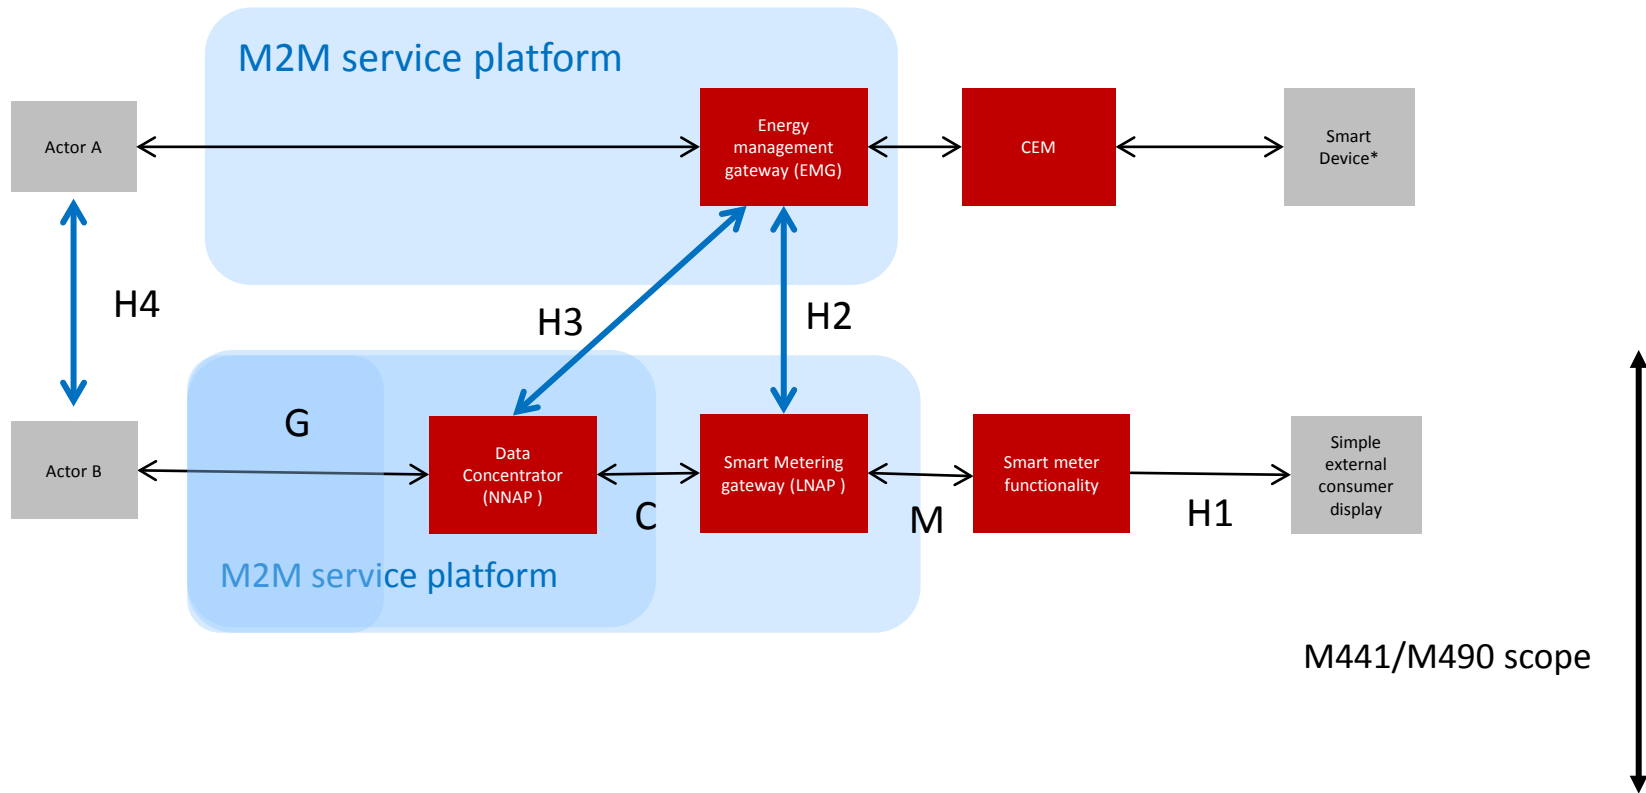 M2M service platform
Actor A
Energy
management
gateway (EMG)
CEM
Smart
Device*
H4
H3
H2
G
Actor B
Data
Concentrator
(NNAP )
C
Smart Metering
gateway (LNAP )
M
Smart meter
functionality
H1
Simple
external
consumer
display
M2M service platform
M441/M490 scope